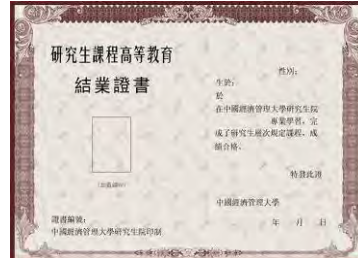 研究生課程高等教育
結業證書
證書編號：
中國經濟管理大學研究生院印制
性別：
生於：
於
在中國經濟管理大學研究生院
專業學習，完
成了研究生層次規定課程，成
績合格。
特發此證
中國經濟管理大學
年 月 日